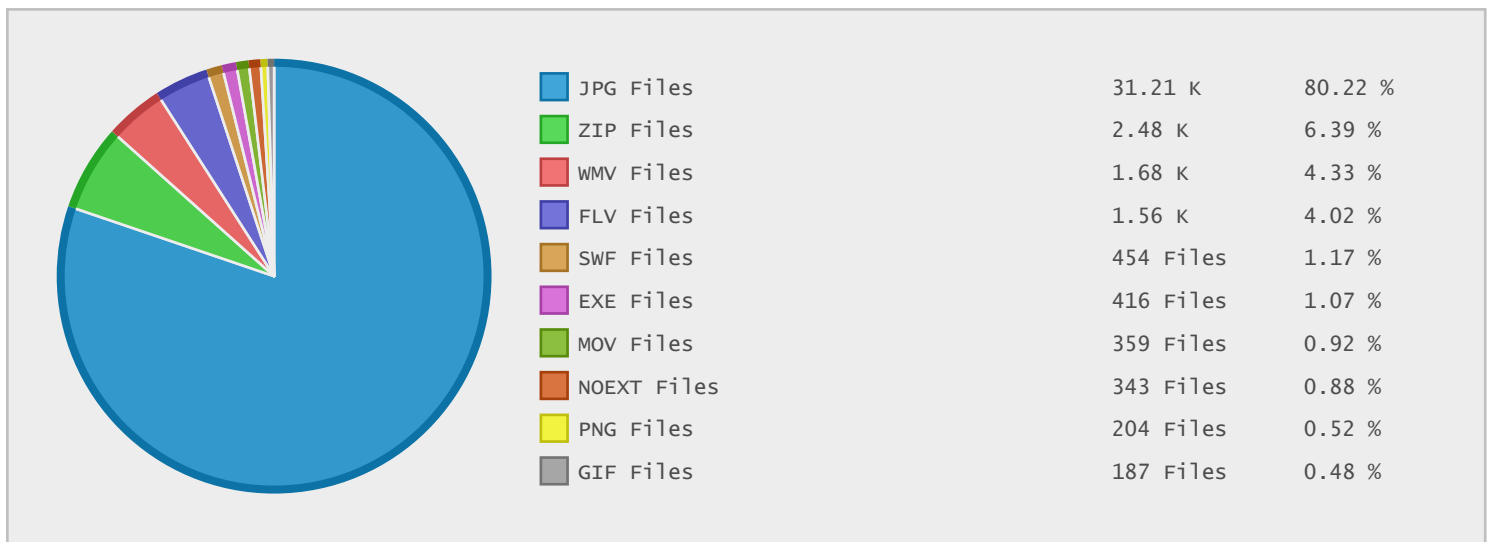 JPG Files 31.21 K 80.22 %
ZIP Files 2.48 K 6.39 %
WMV Files 1.68 K 4.33 %
FLV Files 1.56 K 4.02 %
SWF Files 454 Files 1.17 %
EXE Files 416 Files 1.07 %
MOV Files 359 Files 0.92 %
NOEXT Files 343 Files 0.88 %
PNG Files 204 Files 0.52 %
GIF Files 187 Files 0.48 %